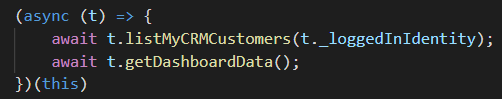 (async (t) => {
    await t.listMyCRMCustomers(t._loggedInIdentity);
    await t.getDashboardData();
})(this)